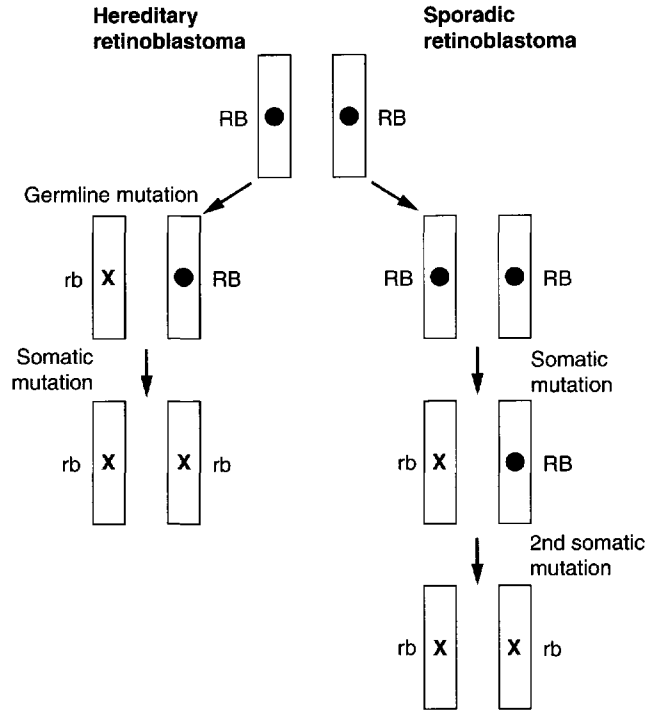 Hereditary
retinoblastoma
Sporadic
retinoblastoma
RB
RB
Germline mutation
rb X
RB
RB
RB
Somatic
mutation
Somatic
mutation
rb X
X rb
rb X
RB
2nd somatic
mutation
rb X
X rb